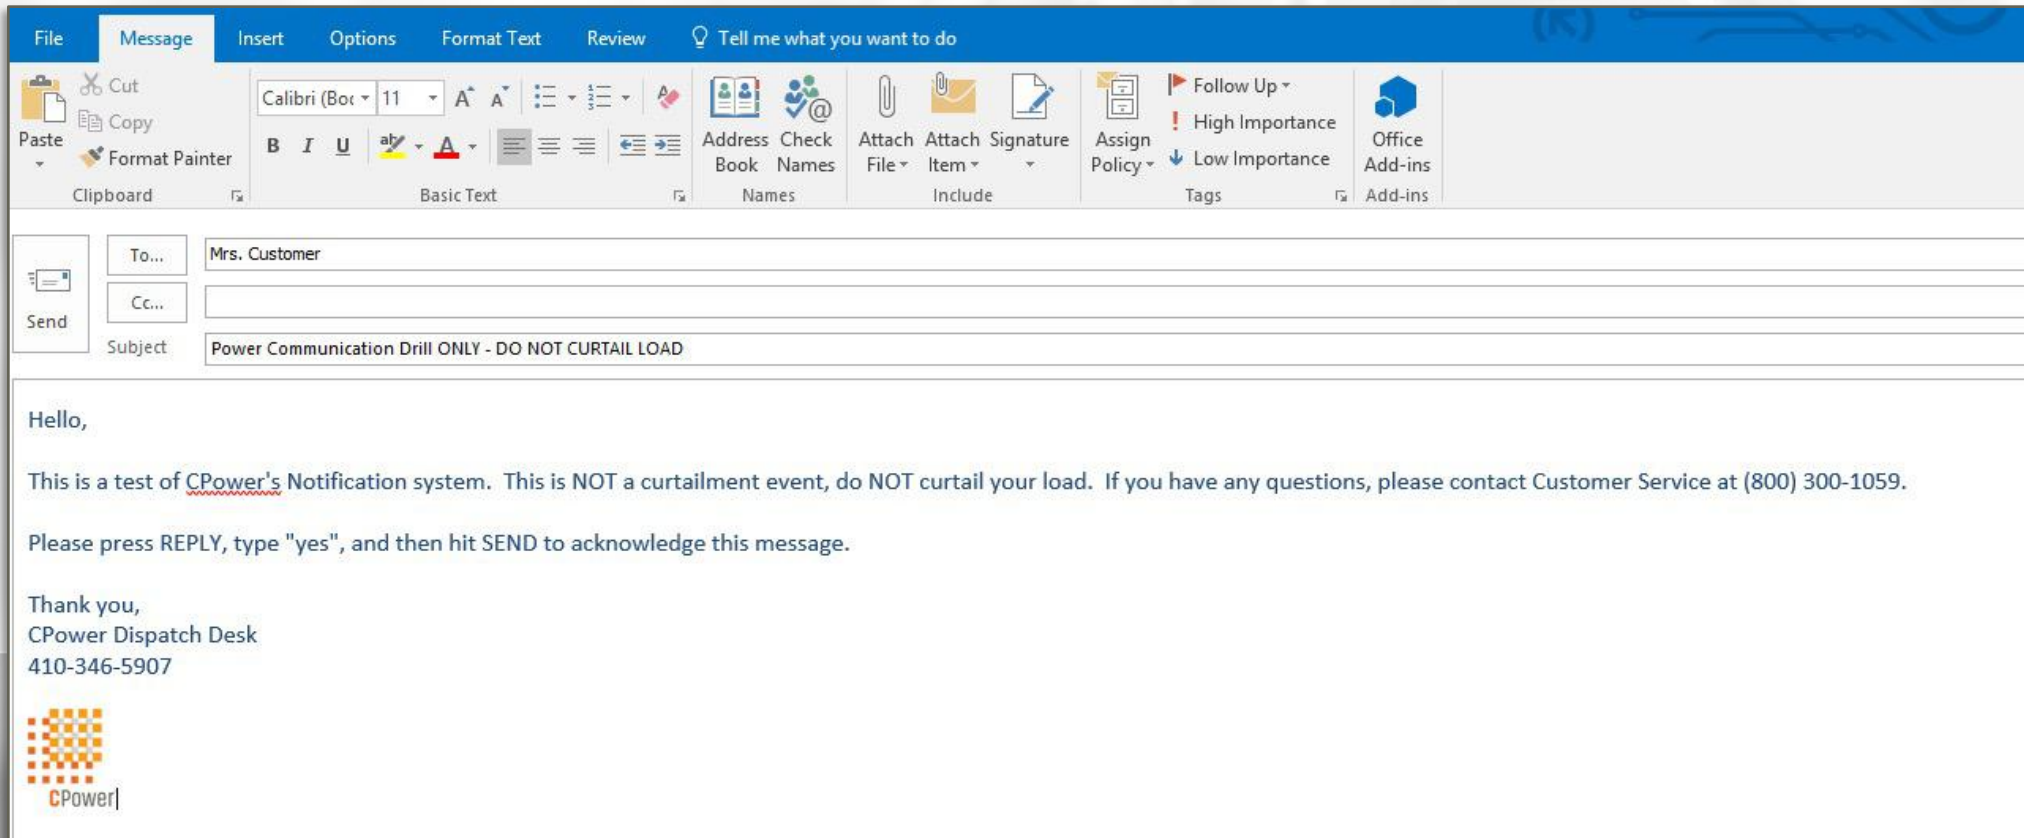 File Message Insert Options Format Text Review Tell me what you want to do
Cut
Copy
Paste
Format Painter
Clipboard
Calibri (Boc 11
B I U
Basic Text
Address Book
Check Names
Names
Attach File
Attach Item
Signature
Include
Assign Policy
Follow Up
High Importance
Low Importance
Tags
Office Add-ins
Add-ins
Send
To... Mrs. Customer
Cc...
Subject Power Communication Drill ONLY - DO NOT CURTAIL LOAD
Hello,
This is a test of CPower's Notification system. This is NOT a curtailment event, do NOT curtail your load. If you have any questions, please contact Customer Service at (800) 300-1059.
Please press REPLY, type "yes", and then hit SEND to acknowledge this message.
Thank you,
CPower Dispatch Desk
410-346-5907
CPower